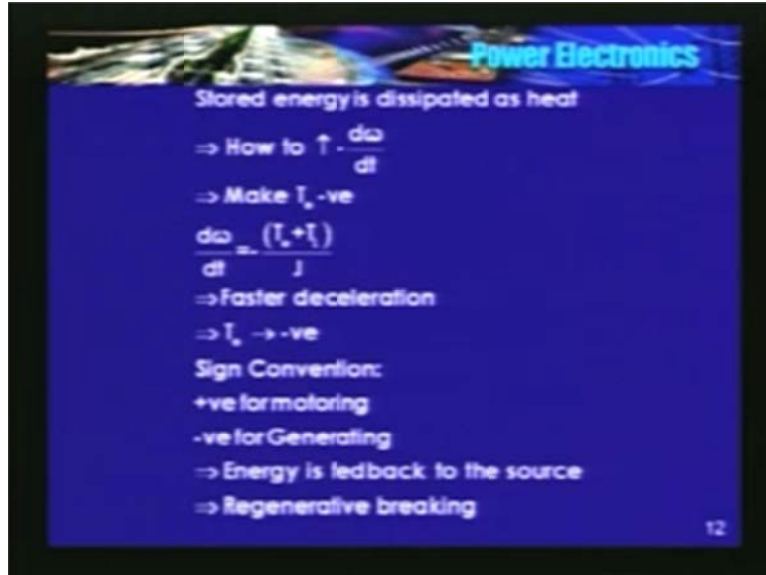 Power Electronics
Stored energy is dissipated as heat
⇒ How to ↑ - dω/dt
⇒ Make Tₑ -ve
dω/dt = - (Tₑ+Tₗ)/J
⇒ Faster deceleration
⇒ Tₑ → -ve
Sign Convention:
+ve for motoring
-ve for Generating
⇒ Energy is fedback to the source
⇒ Regenerative breaking
12